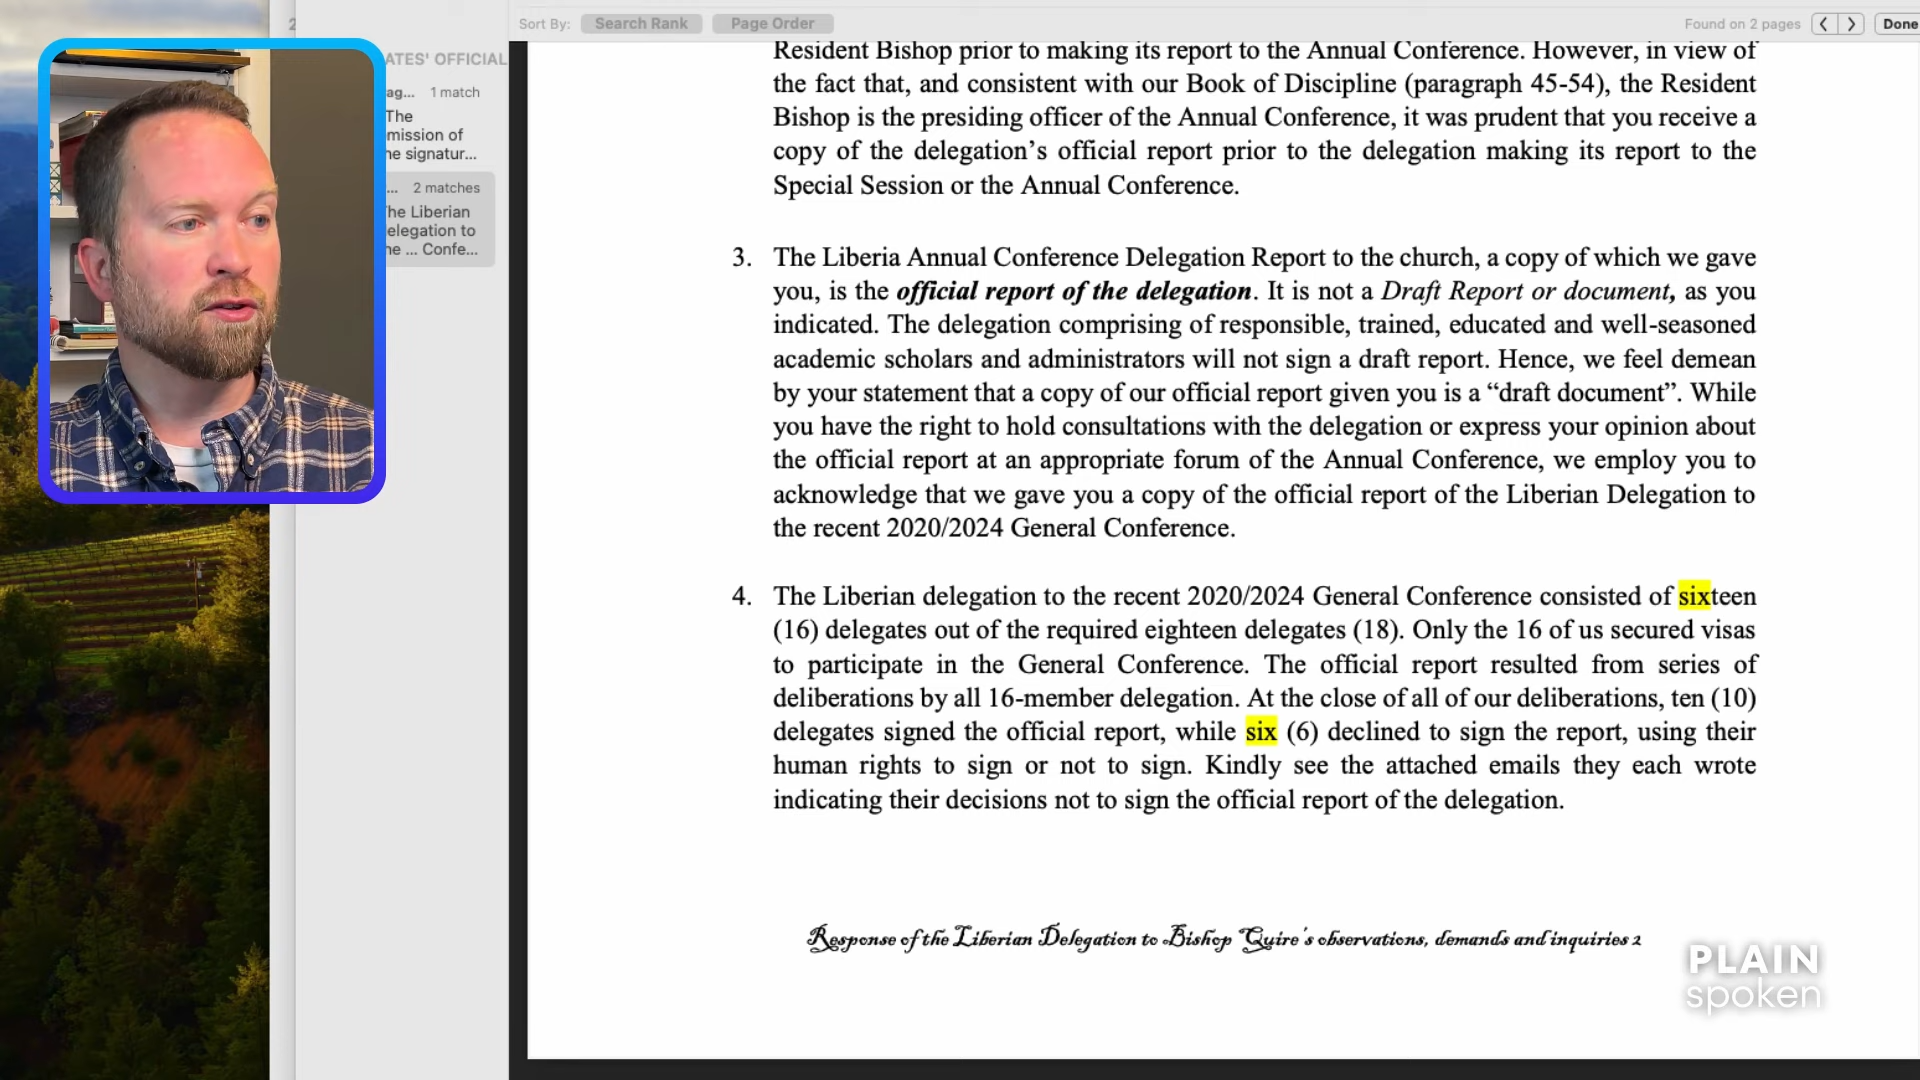 Sort By: Search Rank Page Order Found on 2 pages Done
2
ATES' OFFICIAL
ag... 1 match
The
mission of
he signatur...
... 2 matches
The Liberian
elegation to
he ... Confe...
Resident Bishop prior to making its report to the Annual Conference. However, in view of
the fact that, and consistent with our Book of Discipline (paragraph 45-54), the Resident
Bishop is the presiding officer of the Annual Conference, it was prudent that you receive a
copy of the delegation’s official report prior to the delegation making its report to the
Special Session or the Annual Conference.
3. The Liberia Annual Conference Delegation Report to the church, a copy of which we gave
you, is the official report of the delegation. It is not a Draft Report or document, as you
indicated. The delegation comprising of responsible, trained, educated and well-seasoned
academic scholars and administrators will not sign a draft report. Hence, we feel demean
by your statement that a copy of our official report given you is a “draft document”. While
you have the right to hold consultations with the delegation or express your opinion about
the official report at an appropriate forum of the Annual Conference, we employ you to
acknowledge that we gave you a copy of the official report of the Liberian Delegation to
the recent 2020/2024 General Conference.
4. The Liberian delegation to the recent 2020/2024 General Conference consisted of sixteen
(16) delegates out of the required eighteen delegates (18). Only the 16 of us secured visas
to participate in the General Conference. The official report resulted from series of
deliberations by all 16-member delegation. At the close of all of our deliberations, ten (10)
delegates signed the official report, while six (6) declined to sign the report, using their
human rights to sign or not to sign. Kindly see the attached emails they each wrote
indicating their decisions not to sign the official report of the delegation.
Response of the Liberian Delegation to Bishop Quire's observations, demands and inquiries 2
PLAIN
spoken